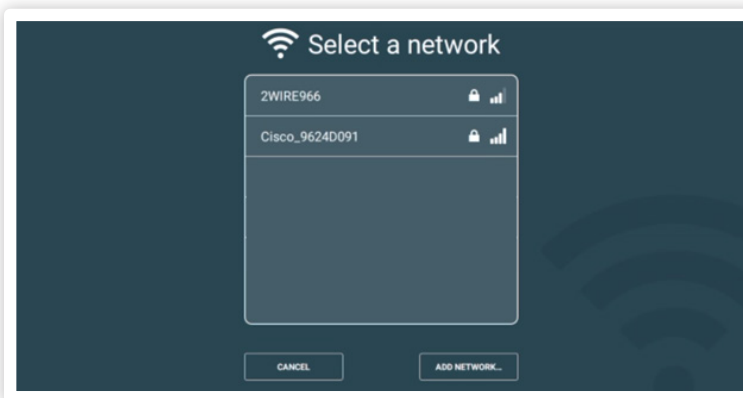 Select a network
2WIRE966
Cisco_9624D091
CANCEL
ADD NETWORK...